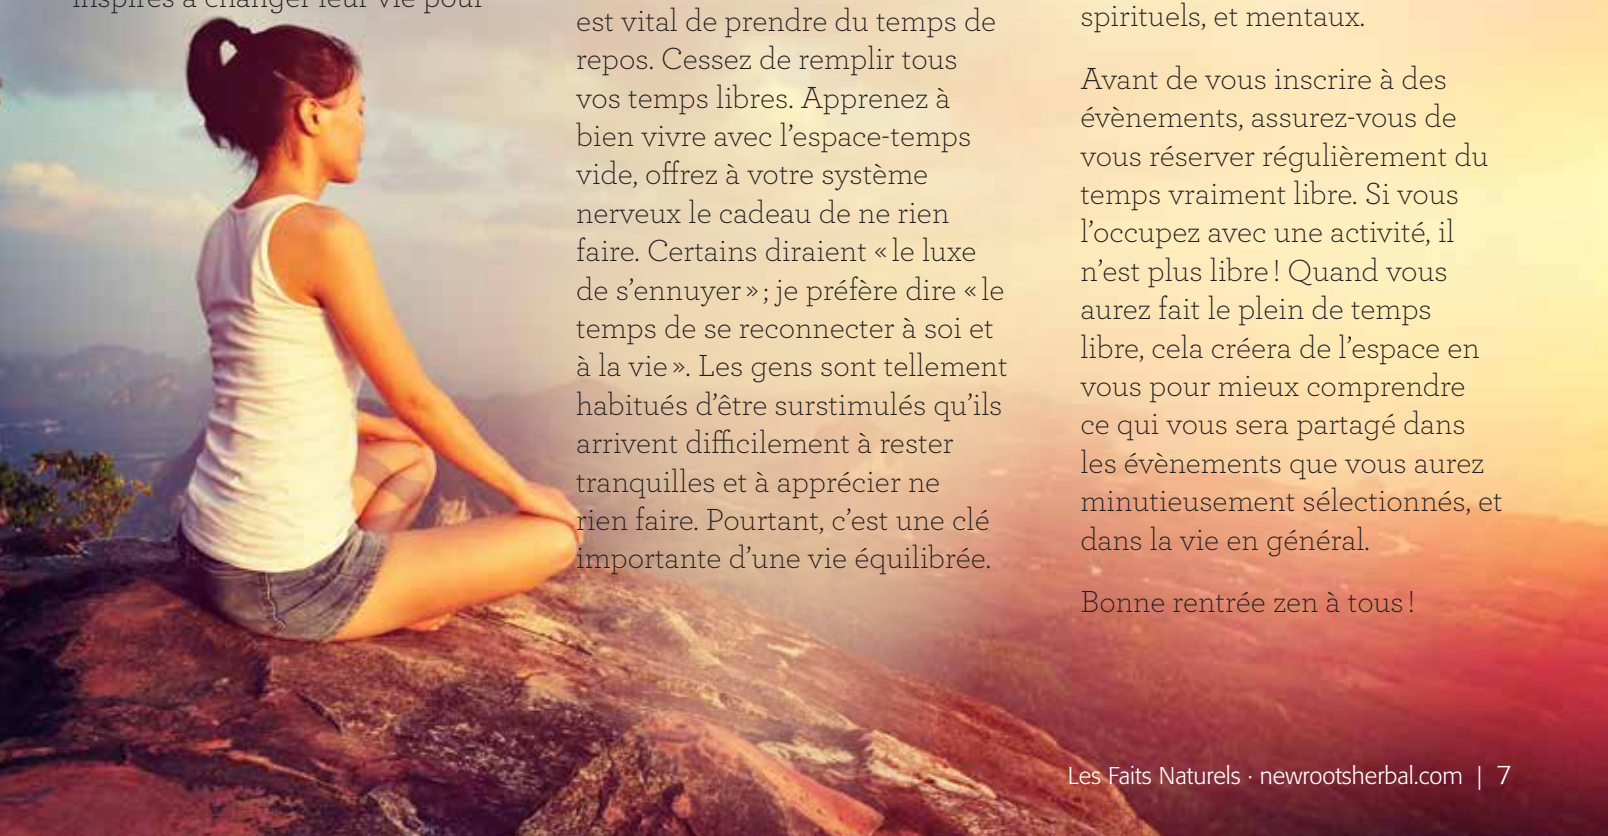 inspirés à changer leur vie pour
est vital de prendre du temps de
repos. Cessez de remplir tous
vos temps libres. Apprenez à
bien vivre avec l’espace-temps
vide, offrez à votre système
nerveux le cadeau de ne rien
faire. Certains diraient « le luxe
de s’ennuyer » ; je préfère dire « le
temps de se reconnecter à soi et
à la vie ». Les gens sont tellement
habitués d’être surstimulés qu’ils
arrivent difficilement à rester
tranquilles et à apprécier ne
rien faire. Pourtant, c’est une clé
importante d’une vie équilibrée.
spirituels, et mentaux.
Avant de vous inscrire à des
évènements, assurez-vous de
vous réserver régulièrement du
temps vraiment libre. Si vous
l’occupez avec une activité, il
n’est plus libre ! Quand vous
aurez fait le plein de temps
libre, cela créera de l’espace en
vous pour mieux comprendre
ce qui vous sera partagé dans
les évènements que vous aurez
minutieusement sélectionnés, et
dans la vie en général.
Bonne rentrée zen à tous !
Les Faits Naturels · newrootsherbal.com | 7